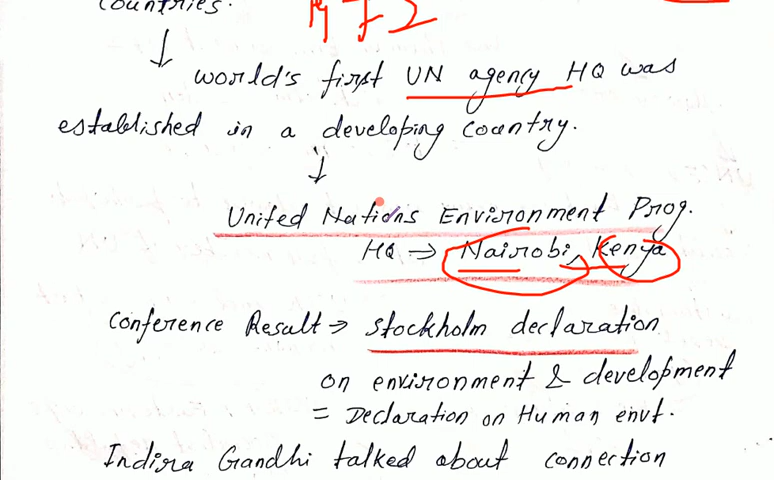 countries.
world's first UN agency HQ was
established in a developing country.
United Nations Environment Prog.
HQ → Nairobi, Kenya
Conference Result → Stockholm declaration
on environment & development
= Declaration on Human envt.
Indira Gandhi talked about connection